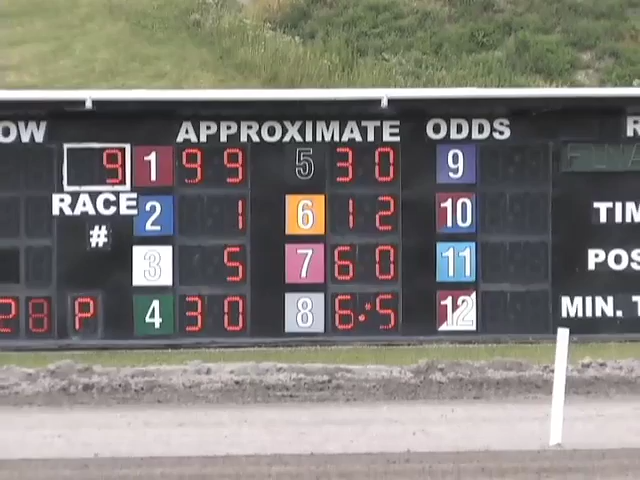 OW APPROXIMATE ODDS R
9 1 99 5 30 9
RACE 2 1 6 12 10 TIM
# 3 5 7 60 11 POS
28 P 4 30 8 6-5 12 MIN. T